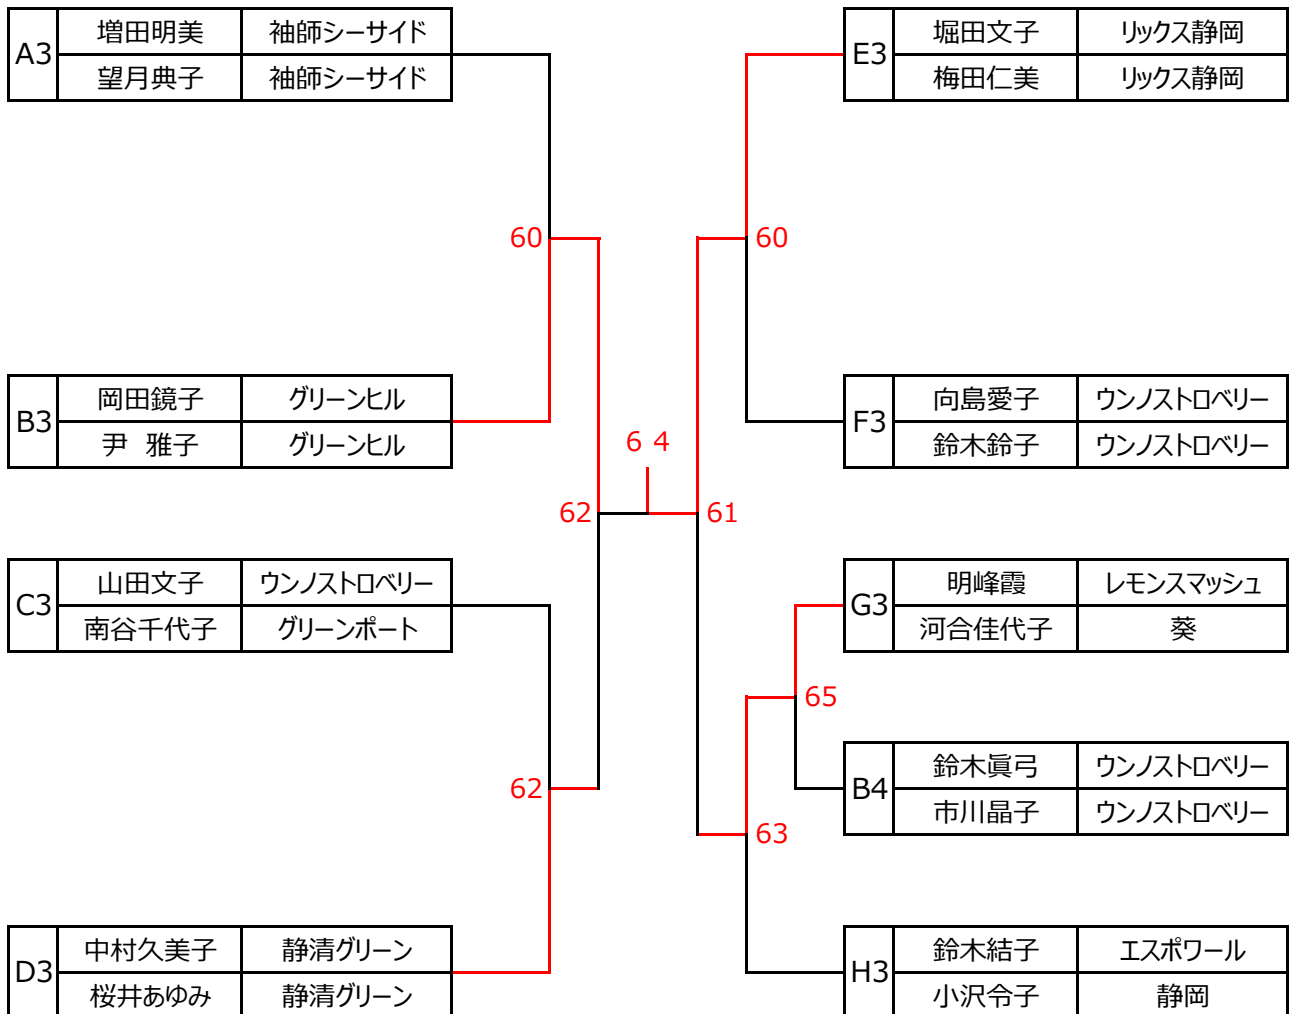 A3 増田明美 袖師シーサイド
望月典子 袖師シーサイド
E3 堀田文子 リックス静岡
梅田仁美 リックス静岡
60
60
B3 岡田鏡子 グリーンヒル
尹 雅子 グリーンヒル
F3 向島愛子 ウンノストロベリー
鈴木鈴子 ウンノストロベリー
6 4
62
61
C3 山田文子 ウンノストロベリー
南谷千代子 グリーンポート
G3 明峰霞 レモンスマッシュ
河合佳代子 葵
65
B4 鈴木眞弓 ウンノストロベリー
市川晶子 ウンノストロベリー
62
63
D3 中村久美子 静清グリーン
桜井あゆみ 静清グリーン
H3 鈴木結子 エスポワール
小沢令子 静岡